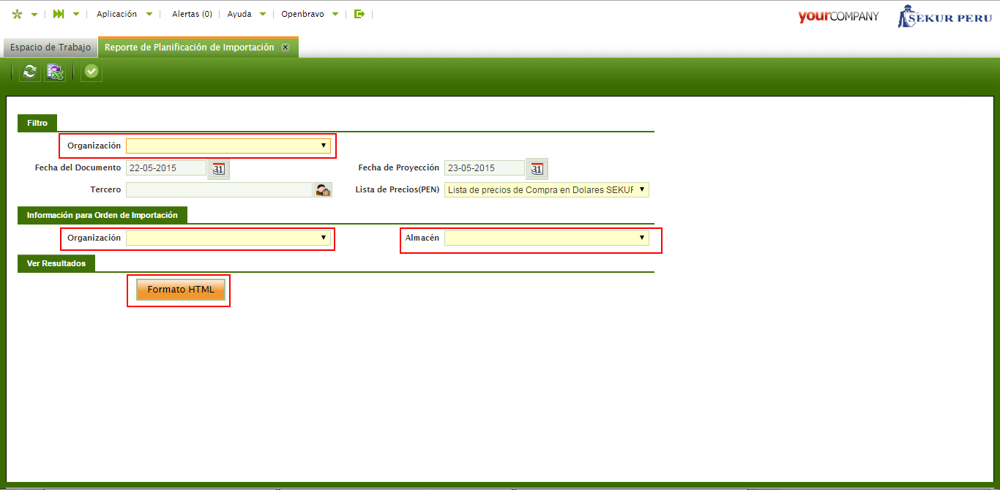 Aplicación Alertas (0) Ayuda Openbravo
yourCOMPANY SEKUR PERU
Espacio de Trabajo Reporte de Planificación de Importación x
Filtro
Organización
Fecha del Documento 22-05-2015 31 Fecha de Proyección 23-05-2015 31
Tercero Lista de Precios(PEN) Lista de precios de Compra en Dolares SEKUR
Información para Orden de Importación
Organización Almacén
Ver Resultados
Formato HTML